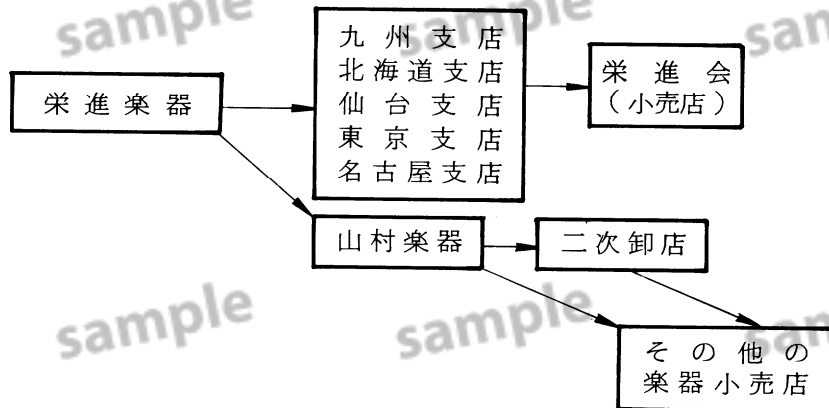 sample
sample
sample
九州支店
北海道支店
仙台支店
東京支店
名古屋支店
栄進楽器
栄進会
(小売店)
山村楽器
二次卸店
sample
sample
sample
その他の
楽器小売店